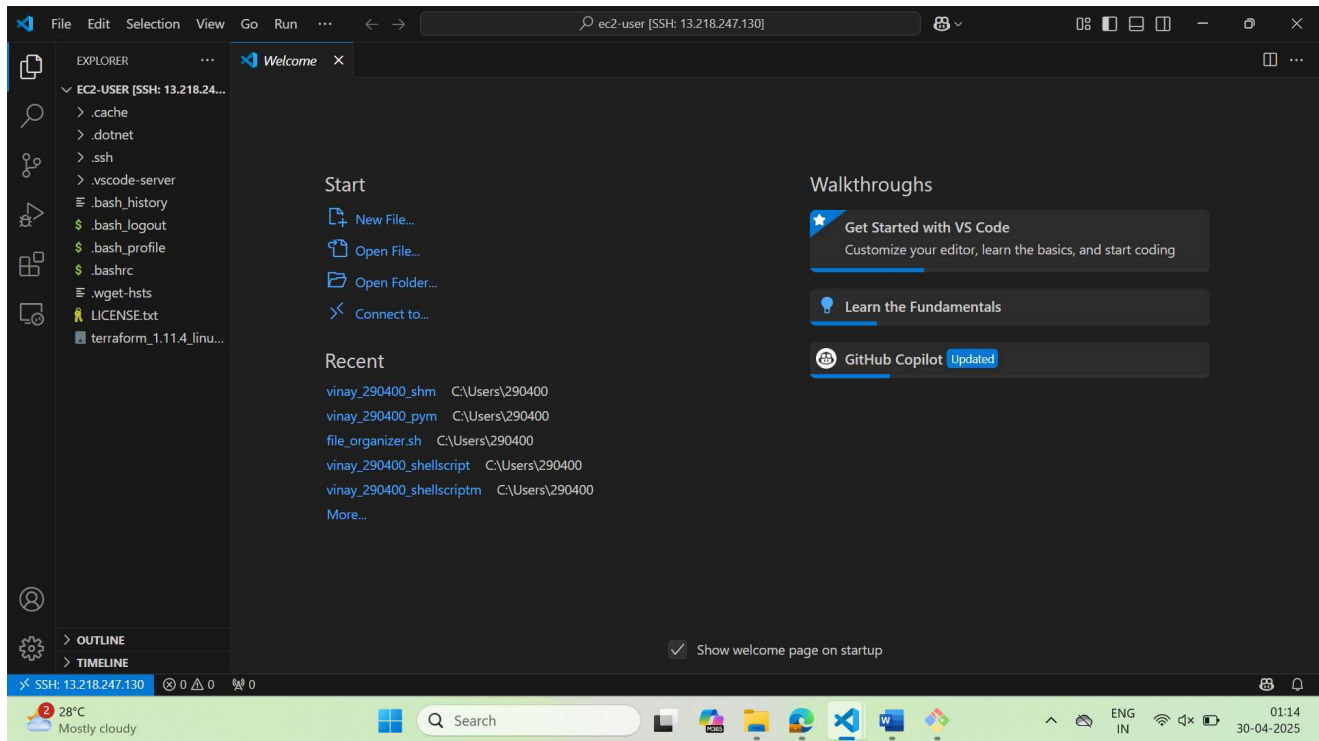 File Edit Selection View Go Run ··· ec2-user [SSH: 13.218.247.130]
EXPLORER ···
Welcome
EC2-USER [SSH: 13.218.24...
.cache
.dotnet
.ssh
.vscode-server
.bash_history
.bash_logout
.bash_profile
.bashrc
.wget-hsts
LICENSE.txt
terraform_1.11.4_linu...
OUTLINE
TIMELINE
Start
New File...
Open File...
Open Folder...
Connect to...
Recent
vinay_290400_shm C:\Users\290400
vinay_290400_pym C:\Users\290400
file_organizer.sh C:\Users\290400
vinay_290400_shellscript C:\Users\290400
vinay_290400_shellscriptm C:\Users\290400
More...
Walkthroughs
Get Started with VS Code
Customize your editor, learn the basics, and start coding
Learn the Fundamentals
GitHub Copilot Updated
Show welcome page on startup
SSH: 13.218.247.130 0 0 0
2 28°C
Mostly cloudy
Search
M365
ENG
IN
01:14
30-04-2025